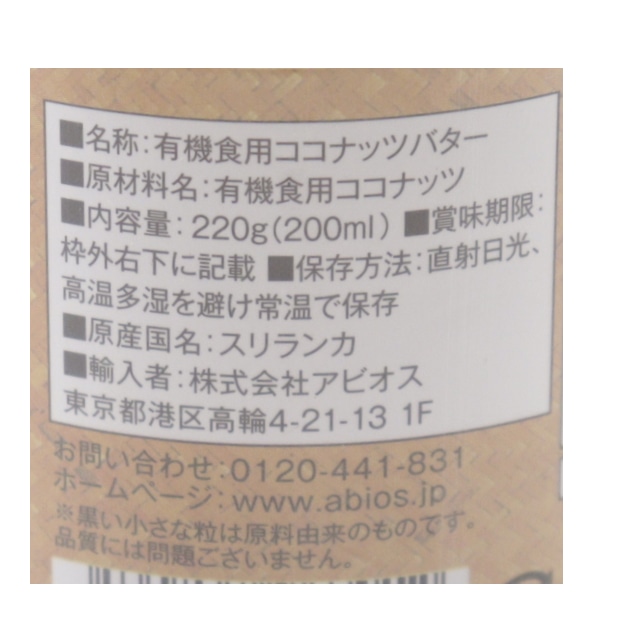 ■名称：有機食用ココナッツバター
■原材料名：有機食用ココナッツ
■内容量：220g(200ml) ■賞味期限：
枠外右下に記載 ■保存方法：直射日光、
高温多湿を避け常温で保存
■原産国名：スリランカ
■輸入者：株式会社アビオス
東京都港区高輪4-21-13 1F
お問い合わせ：0120-441-831
ホームページ：www.abios.jp
※黒い小さな粒は原料由来のものです。
品質には問題ございません。